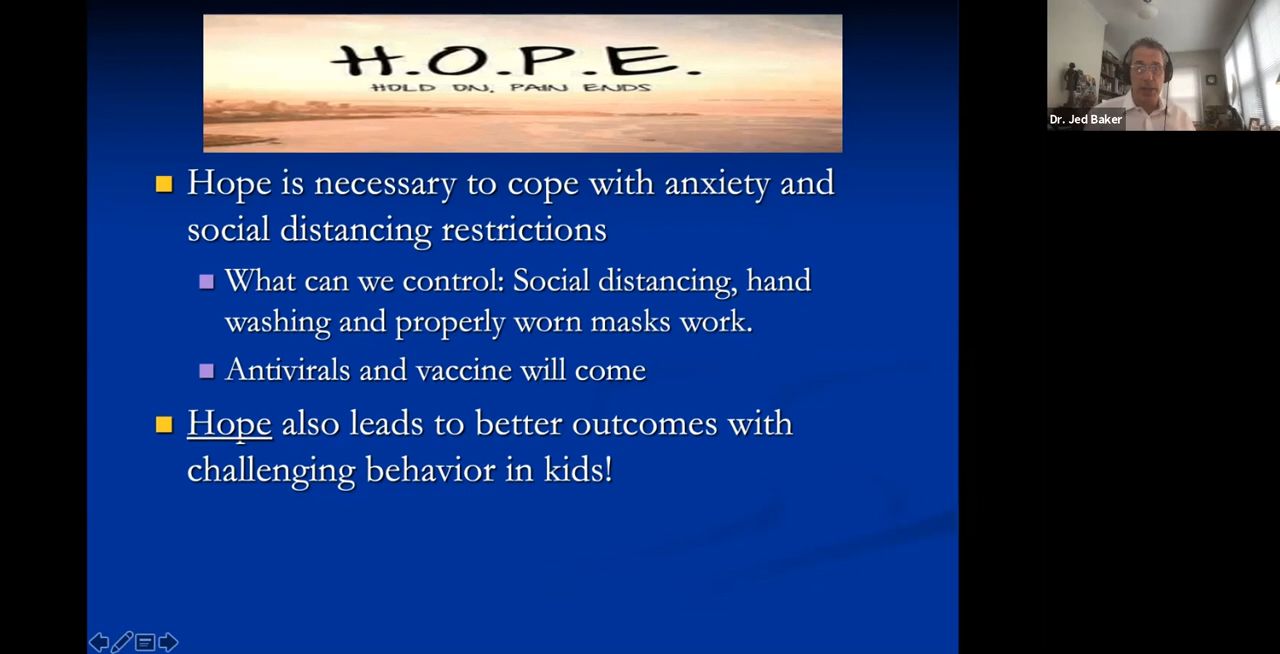 H.O.P.E.
HOLD ON, PAIN ENDS
Hope is necessary to cope with anxiety and
social distancing restrictions
What can we control: Social distancing, hand
washing and properly worn masks work.
Antivirals and vaccine will come
Hope also leads to better outcomes with
challenging behavior in kids!
Dr. Jed Baker